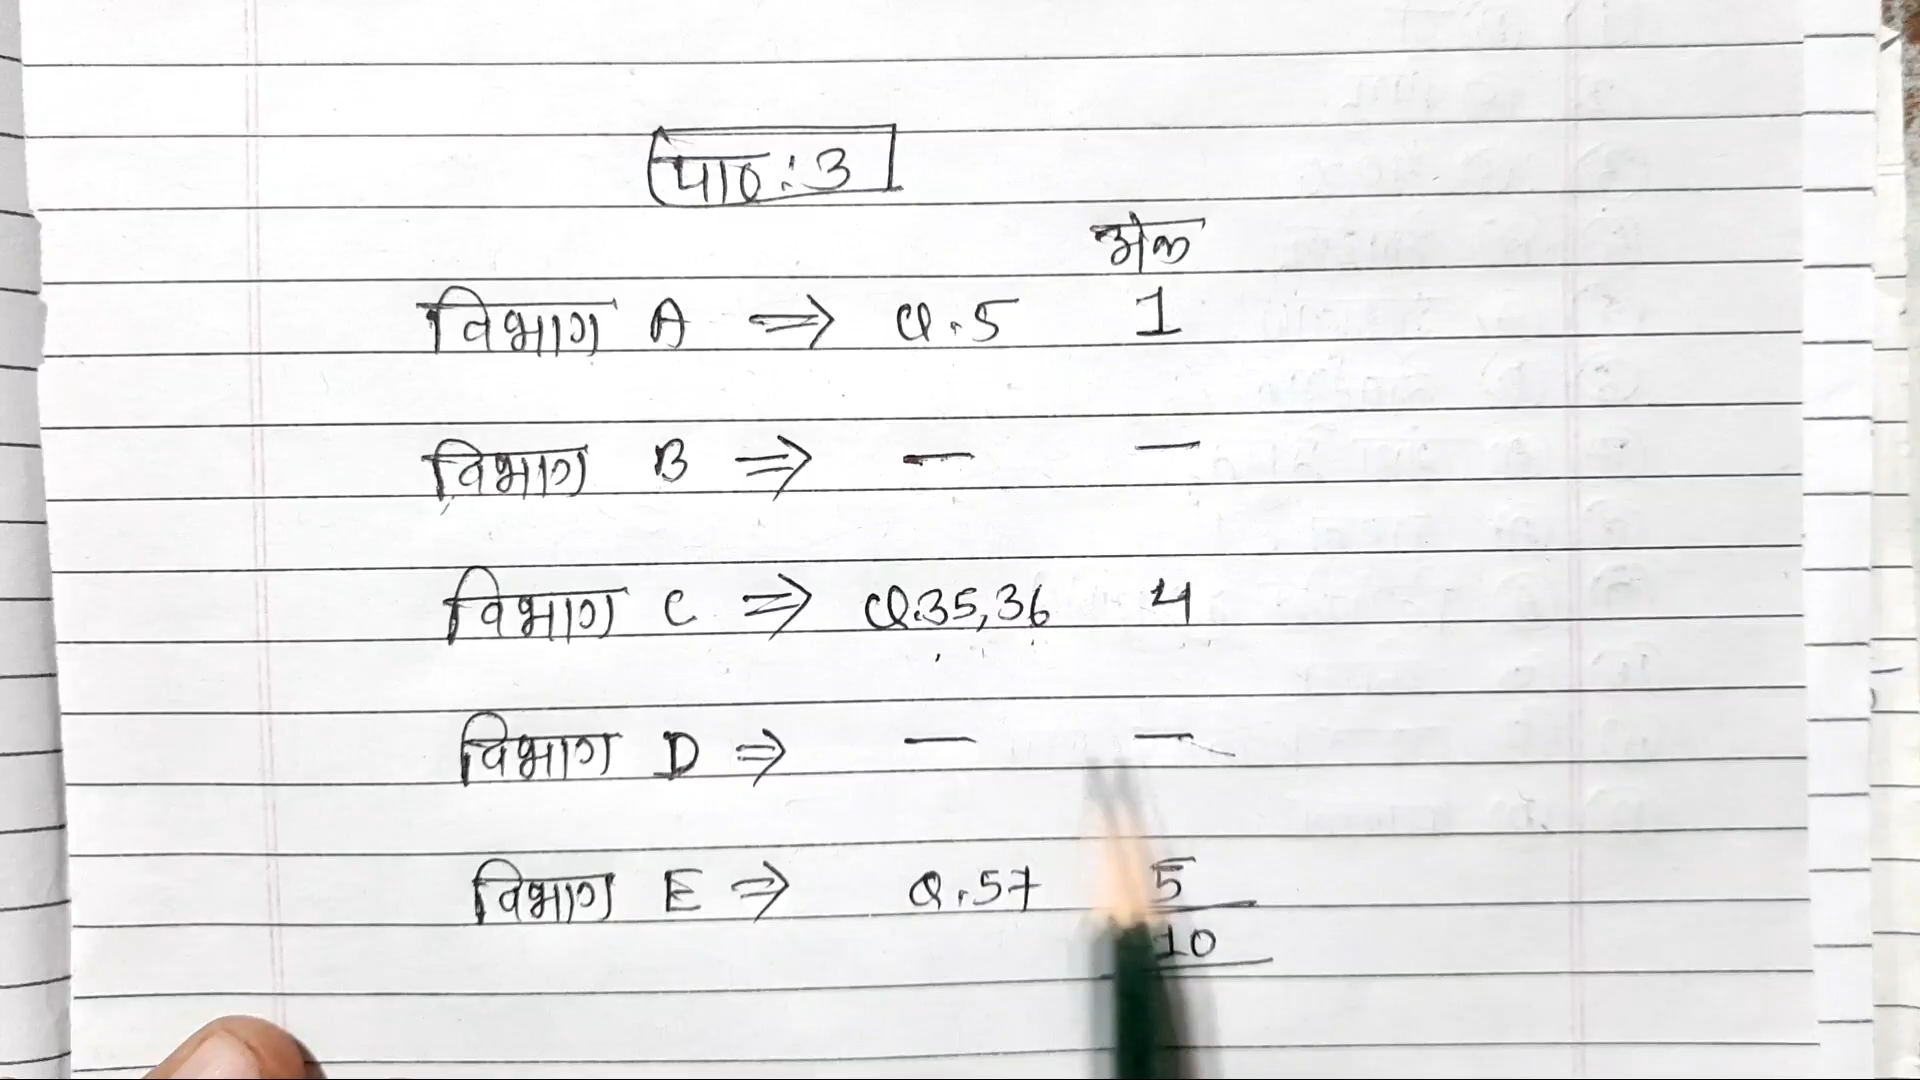 पाठ : 3
अंक
विभाग A ⇒ Q.5 1
विभाग B ⇒ — —
विभाग C ⇒ Q.35,36 4
विभाग D ⇒ — —
विभाग E ⇒ Q.57 5
10